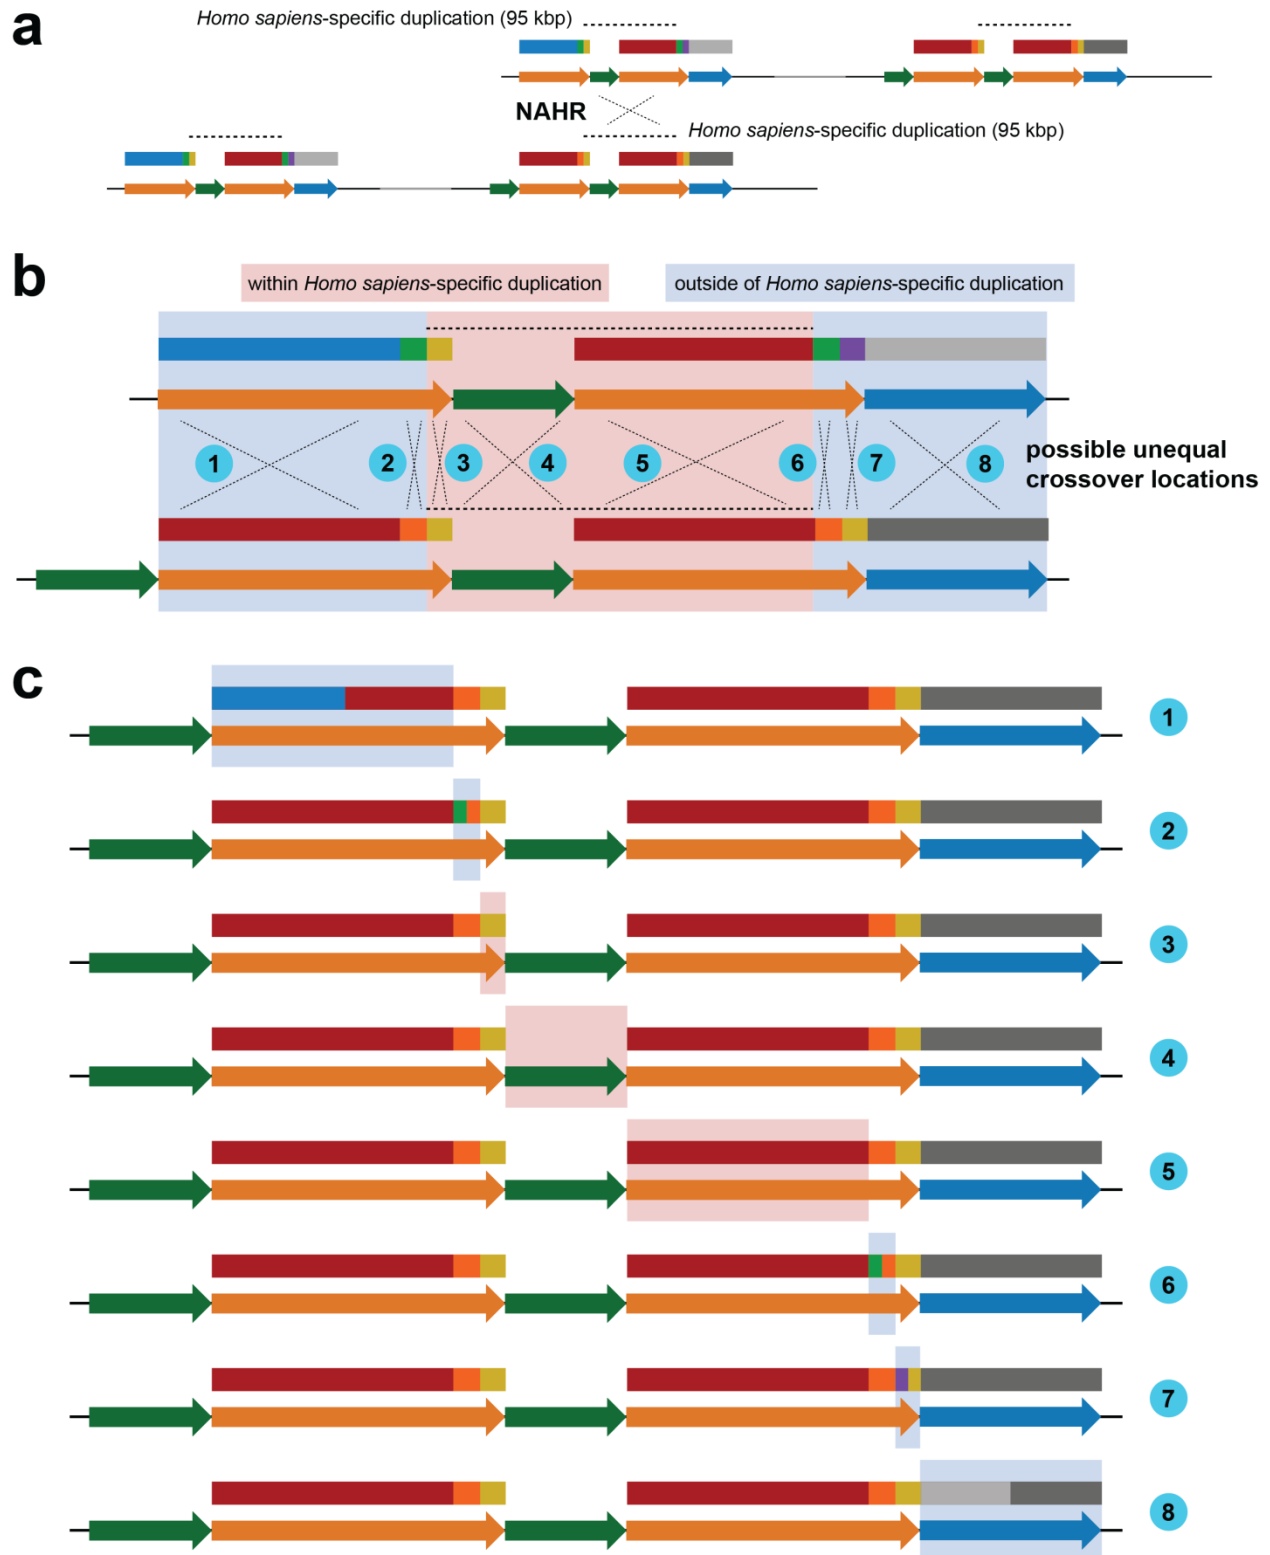 a
Homo sapiens-specific duplication (95 kbp)
NAHR
Homo sapiens-specific duplication (95 kbp)
b
within Homo sapiens-specific duplication
outside of Homo sapiens-specific duplication
1 2 3 4 5 6 7 8
possible unequal
crossover locations
c
1
2
3
4
5
6
7
8